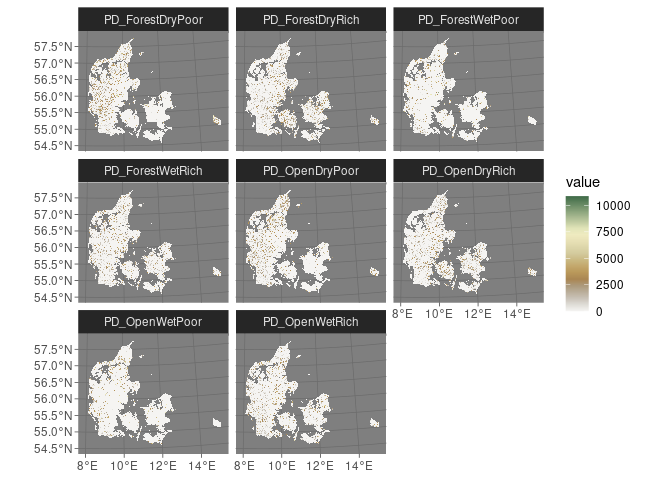 PD_ForestDryPoor PD_ForestDryRich PD_ForestWetPoor
57.5°N
57.0°N
56.5°N
56.0°N
55.5°N
55.0°N
54.5°N
PD_ForestWetRich PD_OpenDryPoor PD_OpenDryRich
57.5°N
57.0°N
56.5°N
56.0°N
55.5°N
55.0°N
54.5°N
8°E 10°E 12°E 14°E
value
10000
7500
5000
2500
0
PD_OpenWetPoor PD_OpenWetRich
57.5°N
57.0°N
56.5°N
56.0°N
55.5°N
55.0°N
54.5°N
8°E 10°E 12°E 14°E 8°E 10°E 12°E 14°E